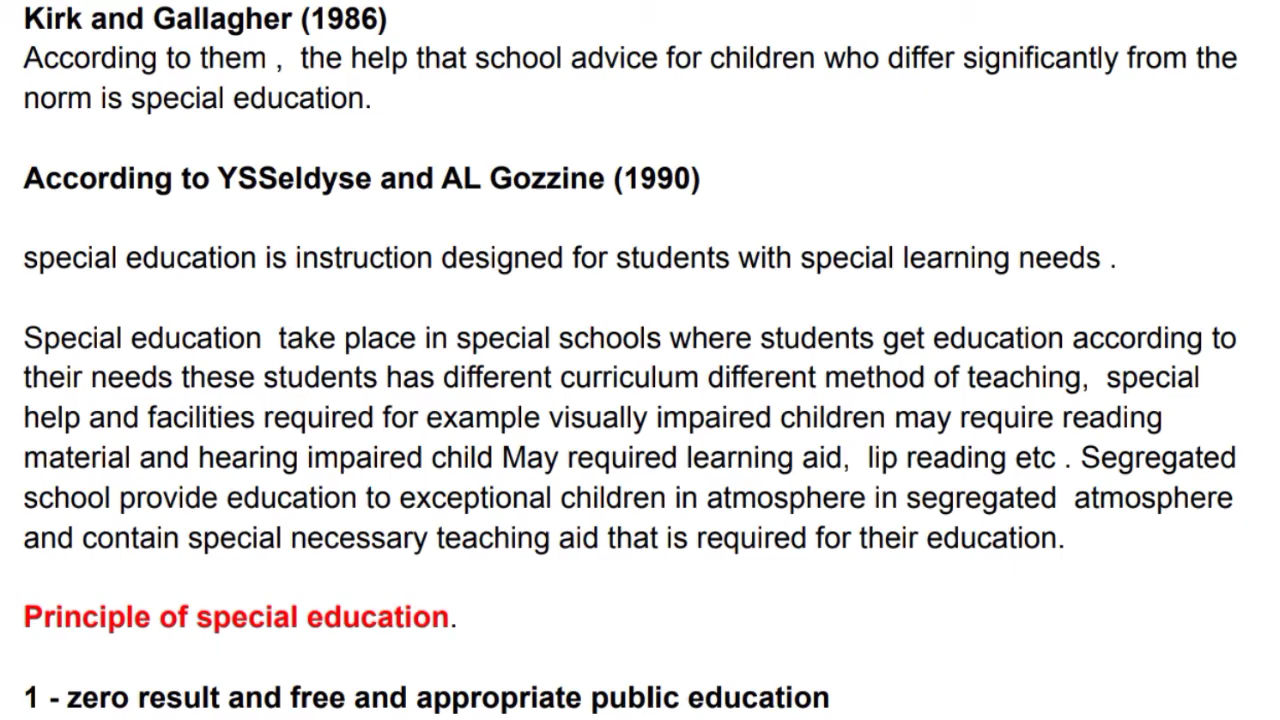 Kirk and Gallagher (1986)
According to them ,  the help that school advice for children who differ significantly from the
norm is special education.
According to YSSeldyse and AL Gozzine (1990)
special education is instruction designed for students with special learning needs .
Special education  take place in special schools where students get education according to
their needs these students has different curriculum different method of teaching,  special
help and facilities required for example visually impaired children may require reading
material and hearing impaired child May required learning aid,  lip reading etc . Segregated
school provide education to exceptional children in atmosphere in segregated  atmosphere
and contain special necessary teaching aid that is required for their education.
Principle of special education.
1 - zero result and free and appropriate public education